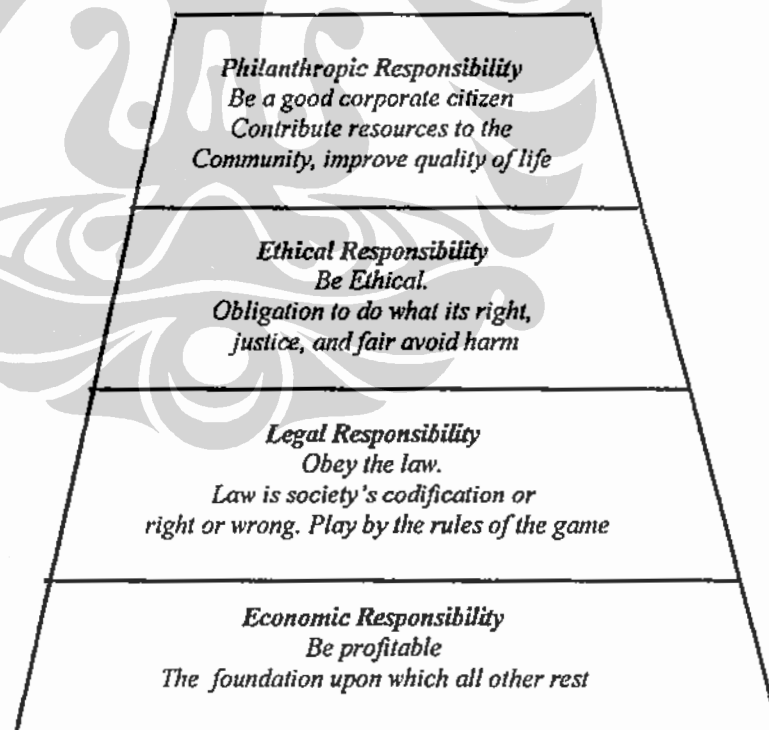 Philanthropic Responsibility
Be a good corporate citizen
Contribute resources to the
Community, improve quality of life
Ethical Responsibility
Be Ethical.
Obligation to do what its right,
justice, and fair avoid harm
Legal Responsibility
Obey the law.
Law is society's codification or
right or wrong. Play by the rules of the game
Economic Responsibility
Be profitable
The foundation upon which all other rest